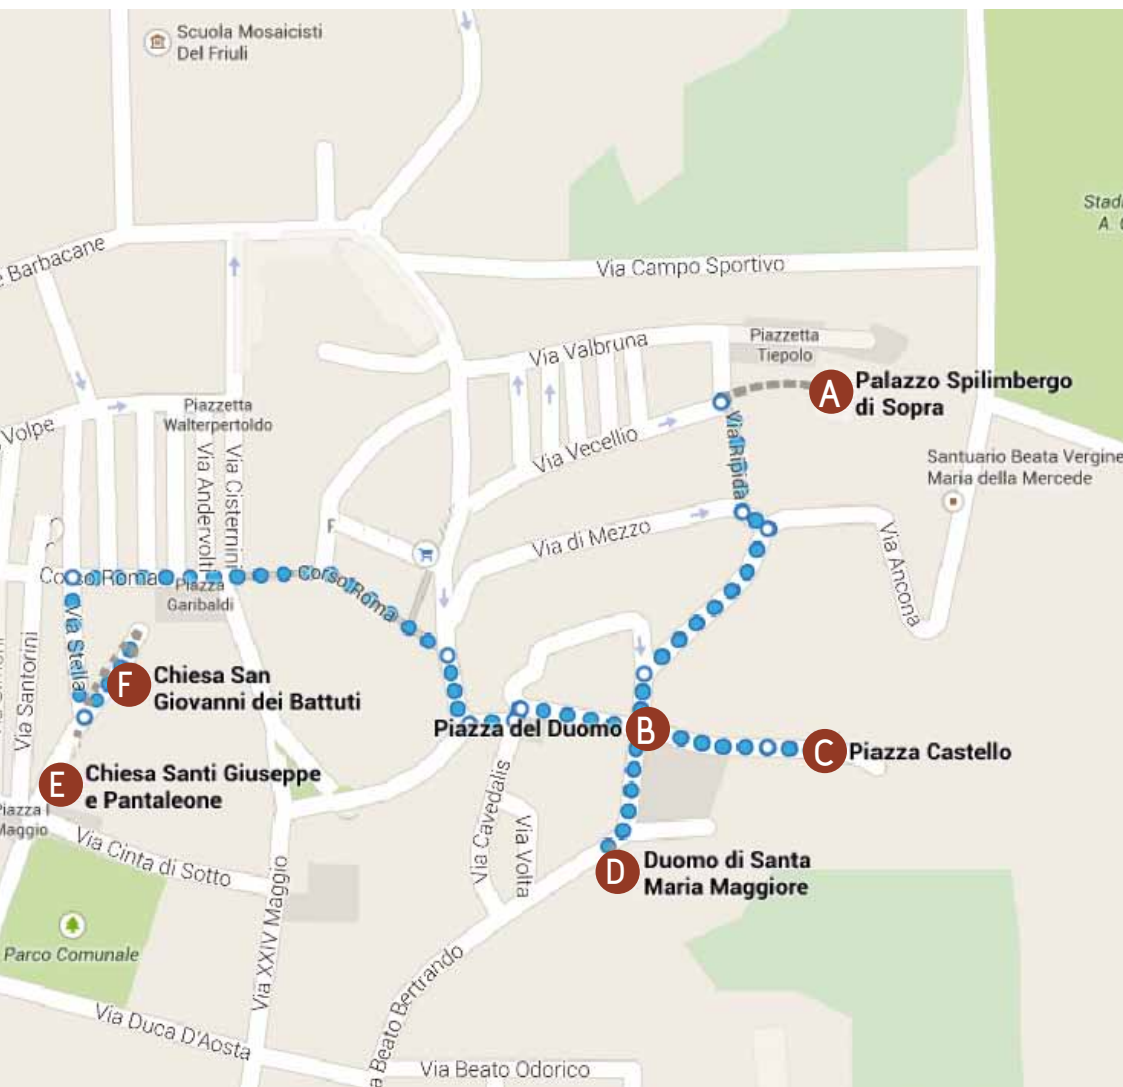 Scuola Mosaicisti
Del Friuli
Stadi
A.
Barbacane
Via Campo Sportivo
Piazzetta
Tiepolo
Via Valbruna
A
Palazzo Spilimbergo
di Sopra
Piazzetta
Walterpertoldo
Volpe
Via Ripida
Via Vecellio
Via Andervolti
Via Cisternini
Santuario Beata Vergine
Maria della Mercede
Via di Mezzo
Via Ancona
Corso Roma
Corso Roma
Piazza
Garibaldi
Via Stella
Via Santorini
F
Chiesa San
Giovanni dei Battuti
Piazza del Duomo
B
C
Piazza Castello
E
Chiesa Santi Giuseppe
e Pantaleone
Piazza I
Maggio
Via Cinta di Sotto
Via Cavedalis
Via Volta
D
Duomo di Santa
Maria Maggiore
Via XXIV Maggio
Parco Comunale
a Beato Bertrando
Via Duca D'Aosta
Via Beato Odorico